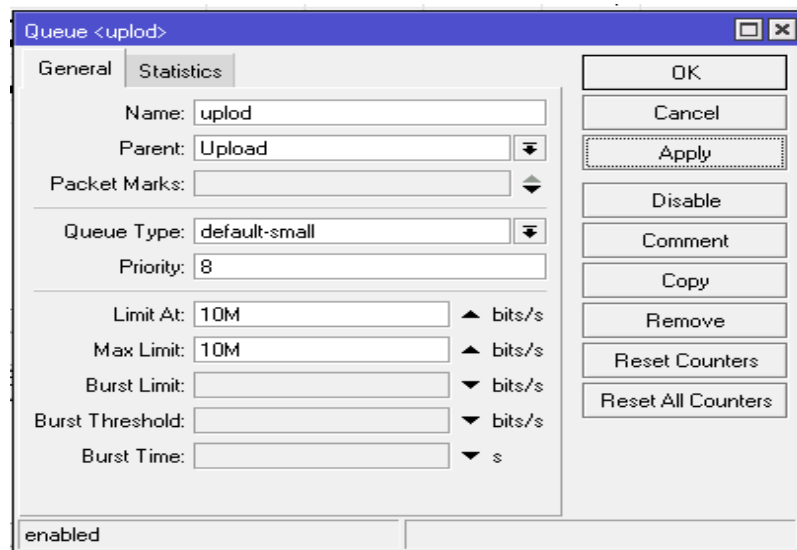 Queue <uplod>
General Statistics
Name: uplod
Parent: Upload
Packet Marks:
Queue Type: default-small
Priority: 8
Limit At: 10M bits/s
Max Limit: 10M bits/s
Burst Limit: bits/s
Burst Threshold: bits/s
Burst Time: s
OK
Cancel
Apply
Disable
Comment
Copy
Remove
Reset Counters
Reset All Counters
enabled